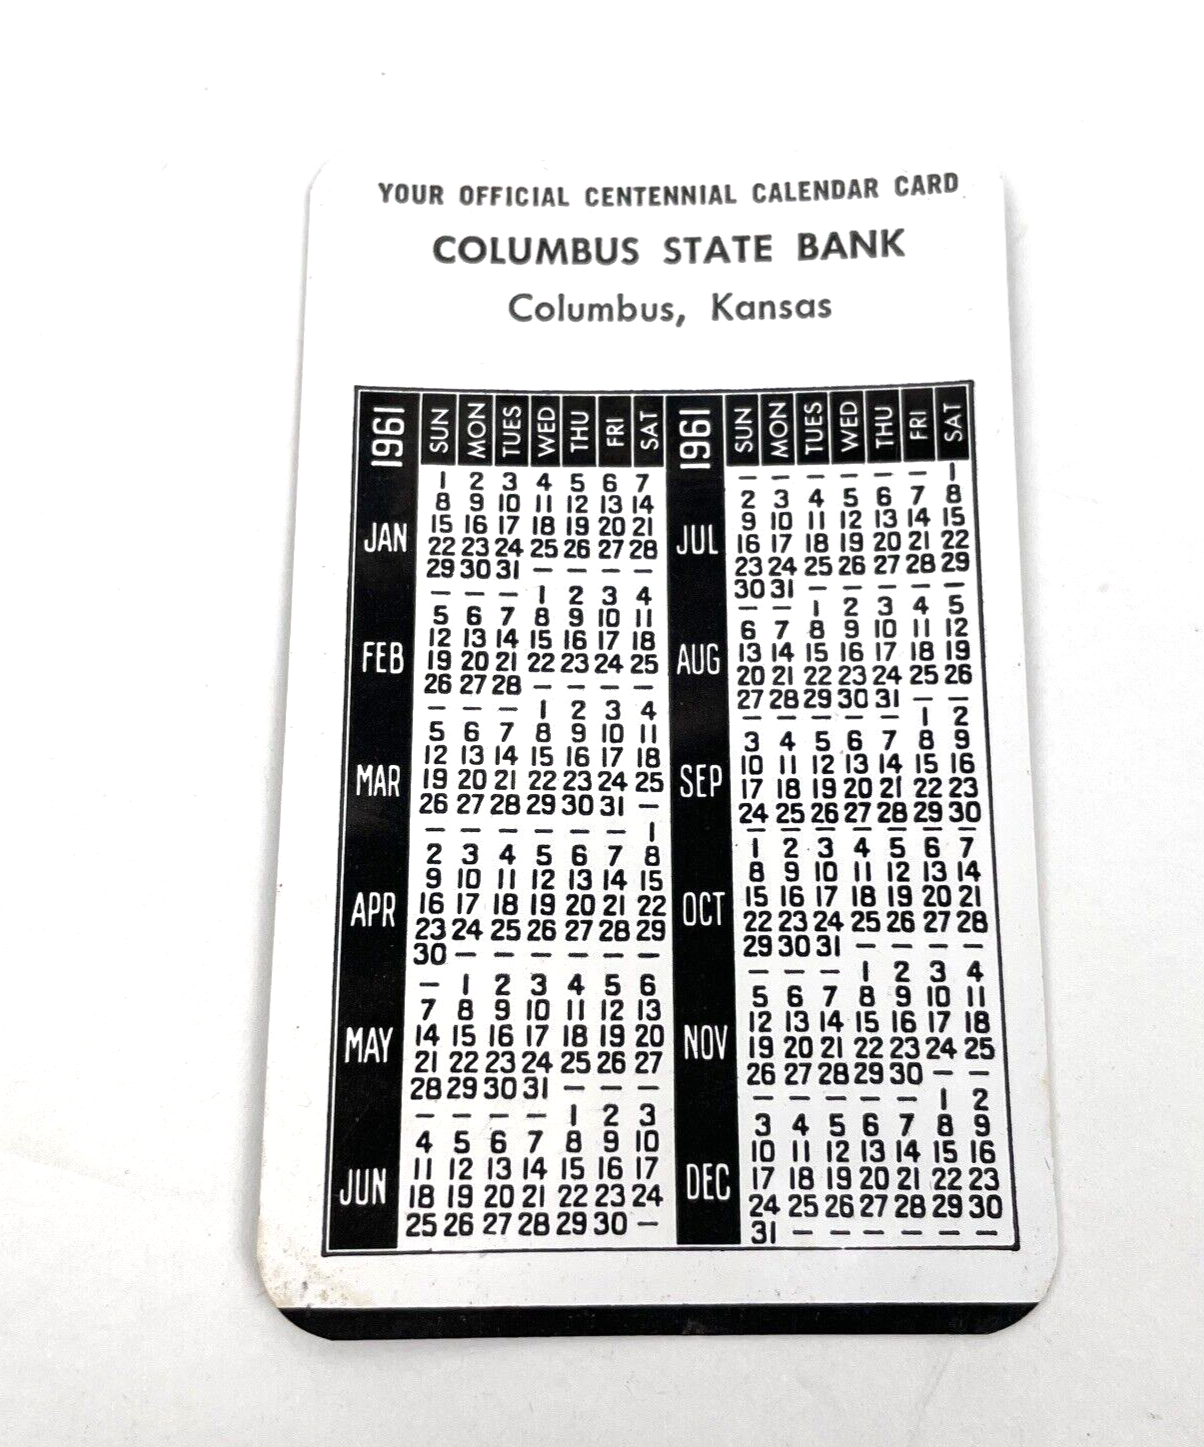 YOUR OFFICIAL CENTENNIAL CALENDAR CARD
COLUMBUS STATE BANK
Columbus, Kansas
1961 SUN MON TUES WED THU FRI SAT
JAN
1 2 3 4 5 6 7
8 9 10 11 12 13 14
15 16 17 18 19 20 21
22 23 24 25 26 27 28
29 30 31 — — — —
FEB
— — — 1 2 3 4
5 6 7 8 9 10 11
12 13 14 15 16 17 18
19 20 21 22 23 24 25
26 27 28 — — — —
MAR
— — — 1 2 3 4
5 6 7 8 9 10 11
12 13 14 15 16 17 18
19 20 21 22 23 24 25
26 27 28 29 30 31 —
APR
— — — — — — 1
2 3 4 5 6 7 8
9 10 11 12 13 14 15
16 17 18 19 20 21 22
23 24 25 26 27 28 29
30 — — — — — —
MAY
— 1 2 3 4 5 6
7 8 9 10 11 12 13
14 15 16 17 18 19 20
21 22 23 24 25 26 27
28 29 30 31 — — —
JUN
— — — — 1 2 3
4 5 6 7 8 9 10
11 12 13 14 15 16 17
18 19 20 21 22 23 24
25 26 27 28 29 30 —
1961 SUN MON TUES WED THU FRI SAT
JUL
— — — — — — 1
2 3 4 5 6 7 8
9 10 11 12 13 14 15
16 17 18 19 20 21 22
23 24 25 26 27 28 29
30 31 — — — — —
AUG
— — 1 2 3 4 5
6 7 8 9 10 11 12
13 14 15 16 17 18 19
20 21 22 23 24 25 26
27 28 29 30 31 — —
SEP
— — — — — 1 2
3 4 5 6 7 8 9
10 11 12 13 14 15 16
17 18 19 20 21 22 23
24 25 26 27 28 29 30
OCT
1 2 3 4 5 6 7
8 9 10 11 12 13 14
15 16 17 18 19 20 21
22 23 24 25 26 27 28
29 30 31 — — — —
NOV
— — — 1 2 3 4
5 6 7 8 9 10 11
12 13 14 15 16 17 18
19 20 21 22 23 24 25
26 27 28 29 30 — —
DEC
— — — — — 1 2
3 4 5 6 7 8 9
10 11 12 13 14 15 16
17 18 19 20 21 22 23
24 25 26 27 28 29 30
31 — — — — — —